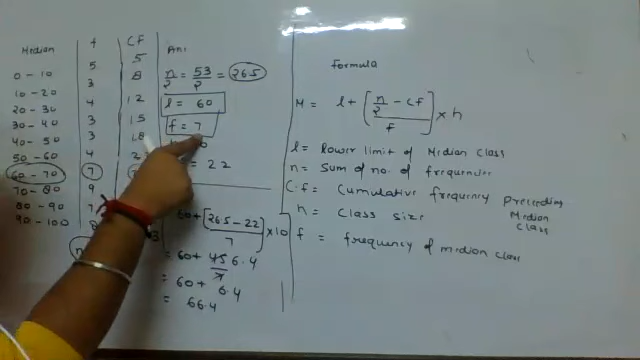 Median f CF
0-10 5 5
10-20 3 8
20-30 4 12
30-40 3 15
40-50 3 18
50-60 4
60-70 7
70-80 9
80-90 7
90-100 8
Ans
n/2 = 53/2 = 26.5
l = 60
f = 7
= 22
60 + [26.5-22/7] × 10
= 60 + 6.4
= 60 + 6.4
= 66.4
Formula
M = l + [n/2 - cf/f] × h
l = lower limit of Median class
n = Sum of no. of frequencies
C.f = Cumulative frequency preceding Median class
h = class size
f = frequency of median class